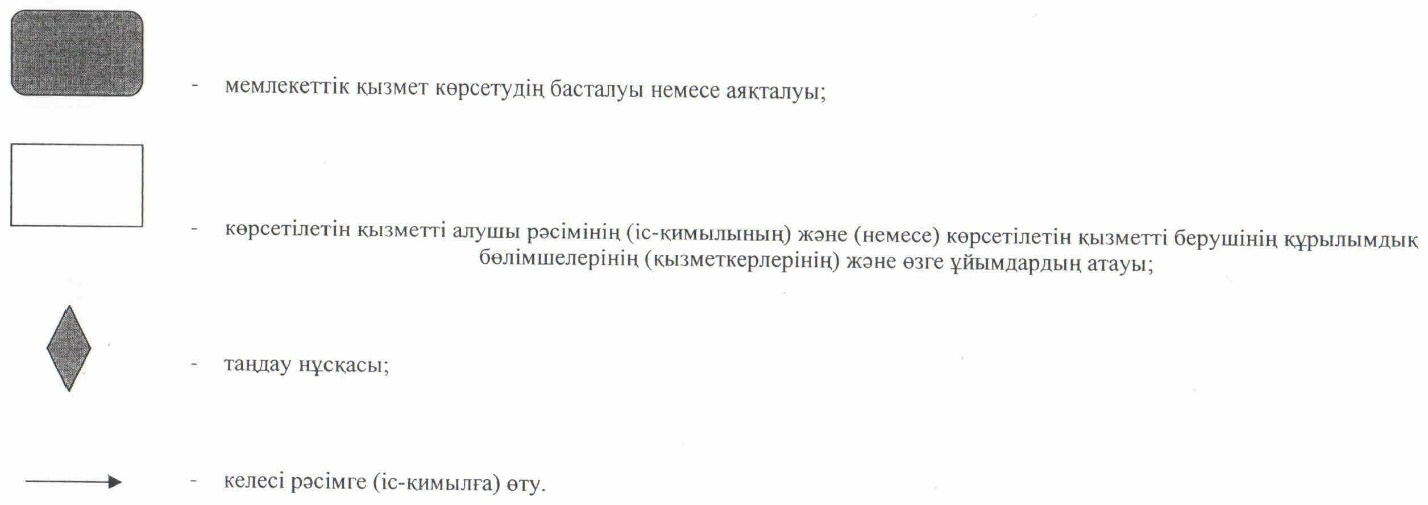 - мемлекеттік қызмет көрсетудің басталуы немесе аяқталуы;
- көрсетілетін қызметті алушы рәсімінің (іс-қимылының) және (немесе) көрсетілетін қызметті берушінің құрылымдық
бөлімшелерінің (қызметкерлерінің) және өзге ұйымдардың атауы;
- таңдау нұсқасы;
- келесі рәсімге (іс-қимылға) өту.